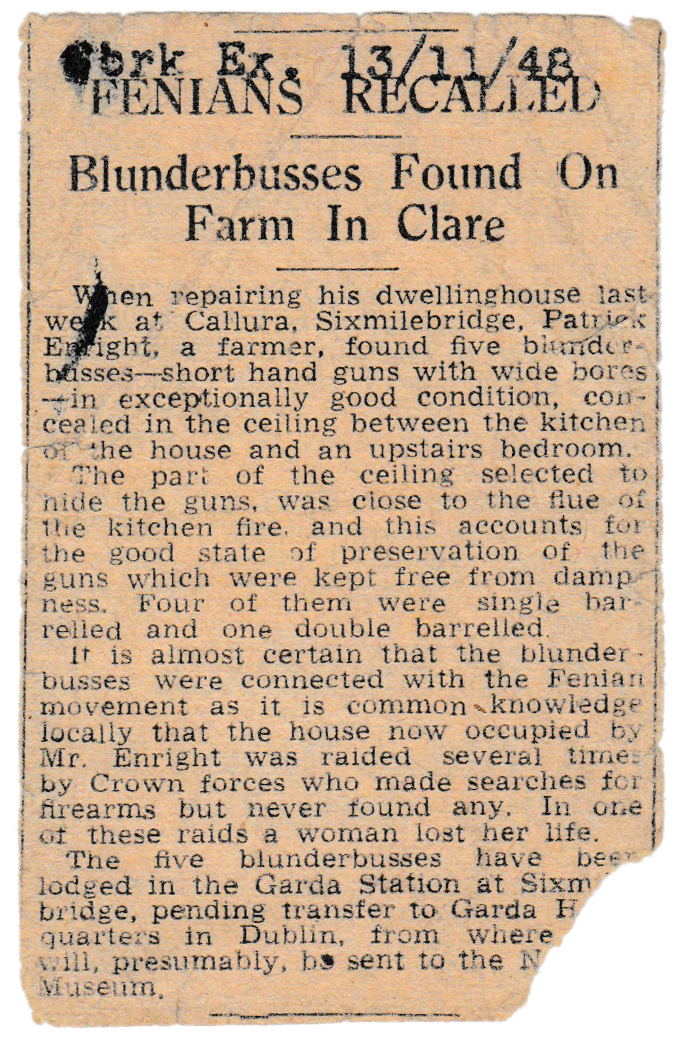 Cork Ex. 13/11/48
FENIANS RECALLED
Blunderbusses Found On
Farm In Clare
When repairing his dwellinghouse last
week at Callura, Sixmilebridge, Patrick
Enright, a farmer, found five blunder-
busses—short hand guns with wide bores
—in exceptionally good condition, con-
cealed in the ceiling between the kitchen
of the house and an upstairs bedroom.
The part of the ceiling selected to
hide the guns, was close to the flue of
the kitchen fire, and this accounts for
the good state of preservation of the
guns which were kept free from damp-
ness. Four of them were single bar-
relled and one double barrelled.
It is almost certain that the blunder-
busses were connected with the Fenian
movement as it is common knowledge
locally that the house now occupied by
Mr. Enright was raided several times
by Crown forces who made searches for
firearms but never found any. In one
of these raids a woman lost her life.
The five blunderbusses have been
lodged in the Garda Station at Sixm
bridge, pending transfer to Garda H
quarters in Dublin, from where
will, presumably, be sent to the N
Museum.